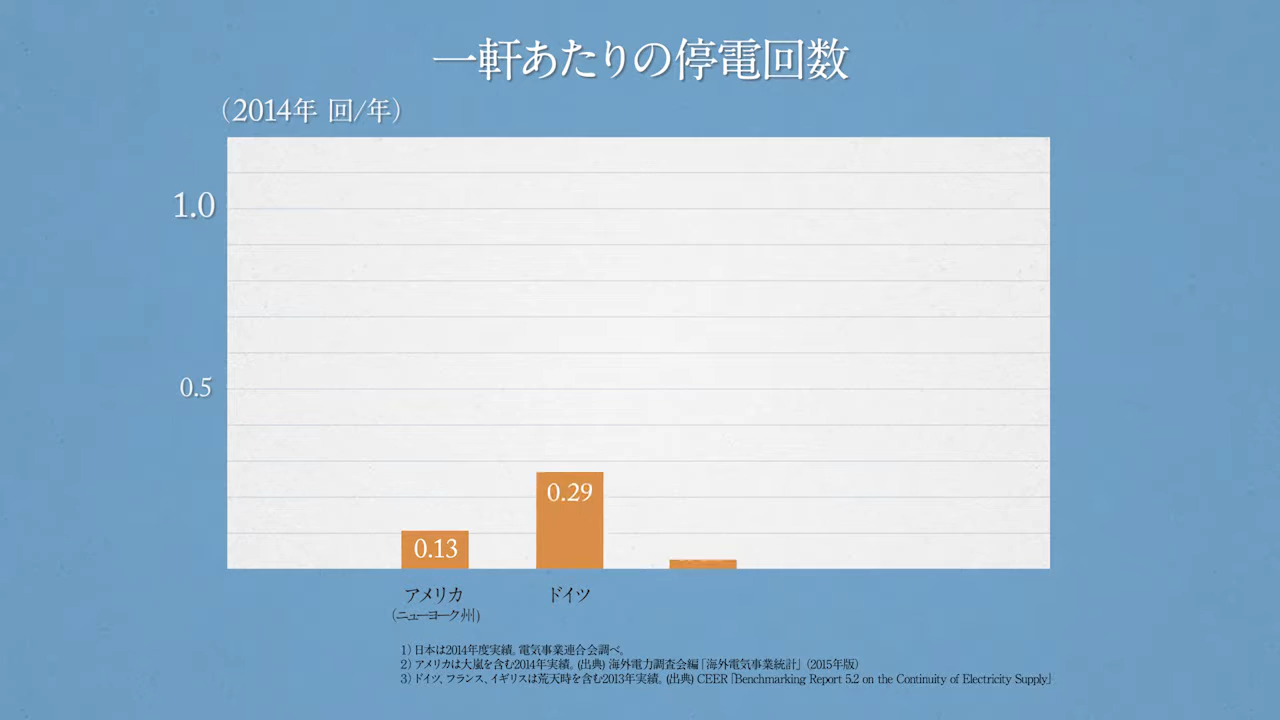 一軒あたりの停電回数
（2014年 回/年）
1.0
0.5
0.29
0.13
アメリカ
ドイツ
（ニューヨーク州）
1）日本は2014年度実績。電気事業連合会調べ。
2）アメリカは大嵐を含む2014年実績。(出典) 海外電力調査会編「海外電気事業統計」（2015年版）
3）ドイツ、フランス、イギリスは荒天時を含む2013年実績。(出典) CEER「Benchmarking Report 5.2 on the Continuity of Electricity Supply」